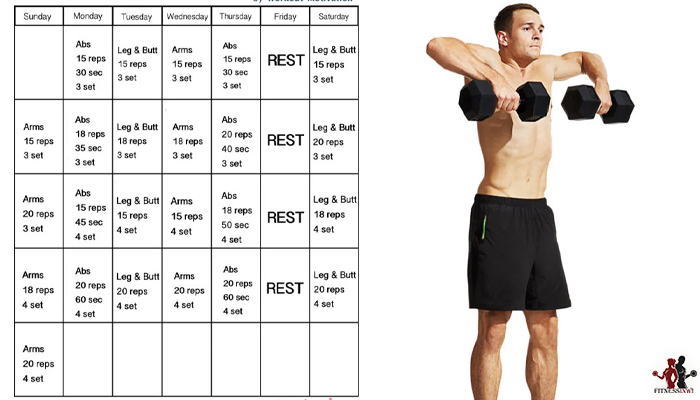 by Workout Motivation
Sunday Monday Tuesday Wednesday Thursday Friday Saturday
Abs
15 reps
30 sec
3 set
Leg & Butt
15 reps
3 set
Arms
15 reps
3 set
Abs
15 reps
30 sec
3 set
REST
Leg & Butt
15 reps
3 set
Arms
15 reps
3 set
Abs
18 reps
35 sec
3 set
Leg & Butt
18 reps
3 set
Arms
18 reps
3 set
Abs
20 reps
40 sec
3 set
REST
Leg & Butt
20 reps
3 set
Arms
20 reps
3 set
Abs
15 reps
45 sec
4 set
Leg & Butt
15 reps
4 set
Arms
15 reps
4 set
Abs
18 reps
50 sec
4 set
REST
Leg & Butt
18 reps
4 set
Arms
18 reps
4 set
Abs
20 reps
60 sec
4 set
Leg & Butt
20 reps
4 set
Arms
20 reps
4 set
Abs
20 reps
60 sec
4 set
REST
Leg & Butt
20 reps
4 set
Arms
20 reps
4 set